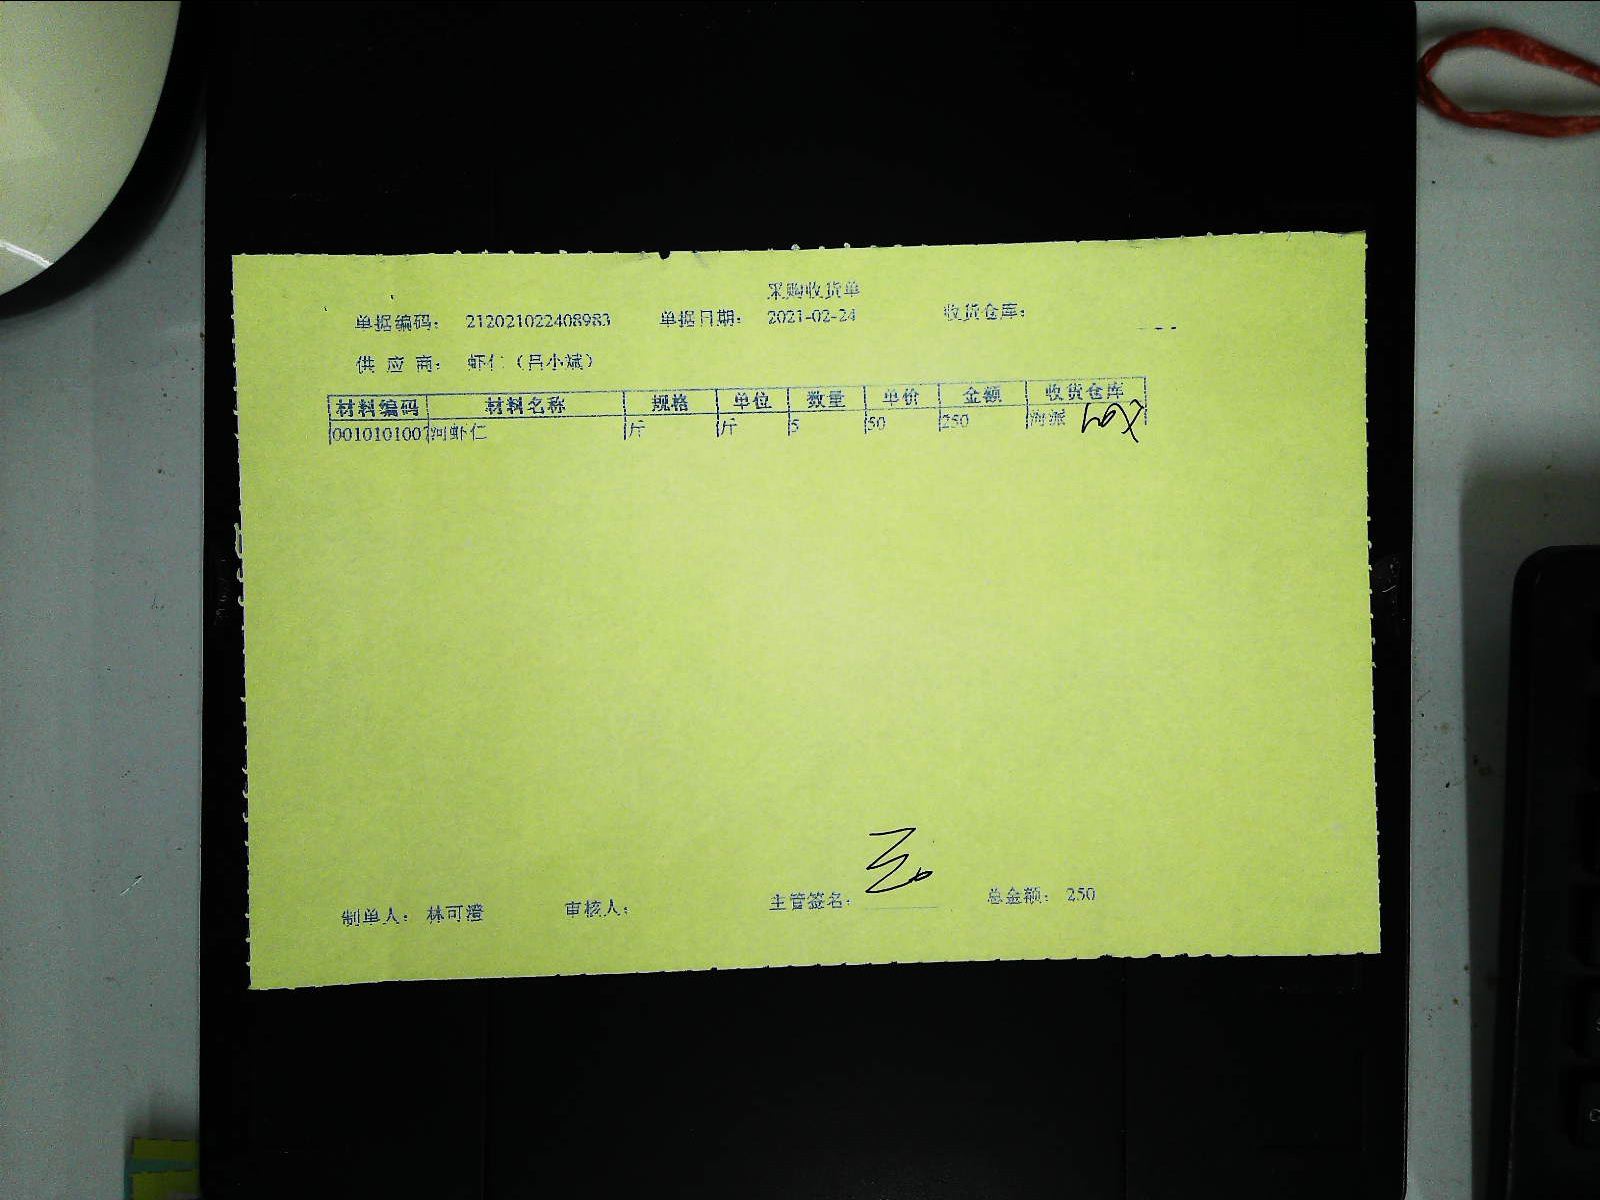 采购收货单
单据编码: 212021022408983 单据日期: 2021-02-24 收货仓库:
供应商: 虾仁（吕小斌）
材料编码 材料名称 规格 单位 数量 单价 金额 收货仓库
0010101007 河虾仁 斤 斤 5 50 250 海派
制单人: 林可澄 审核人: 主管签名: 总金额: 250